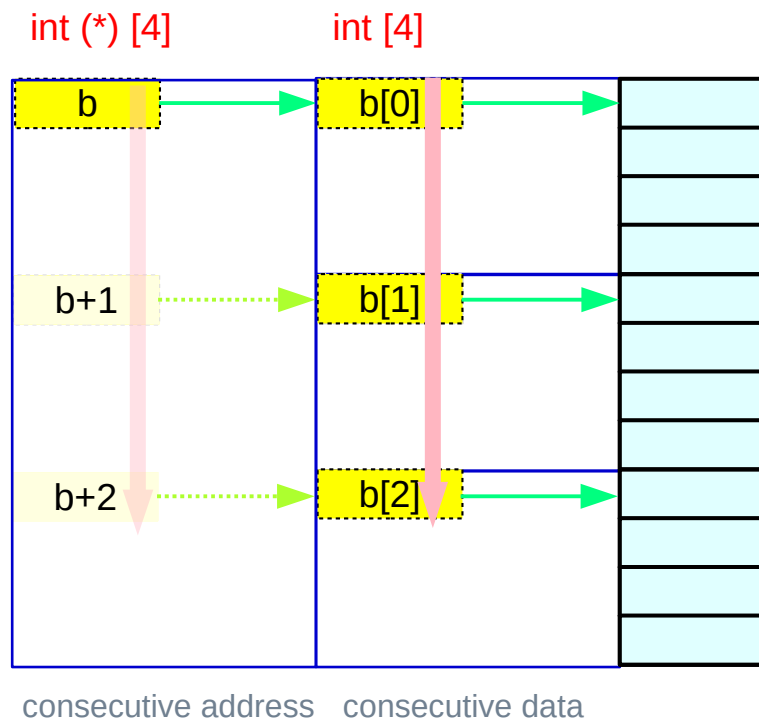 int (*) [4] int [4]
b b[0]
b+1 b[1]
b+2 b[2]
consecutive address consecutive data